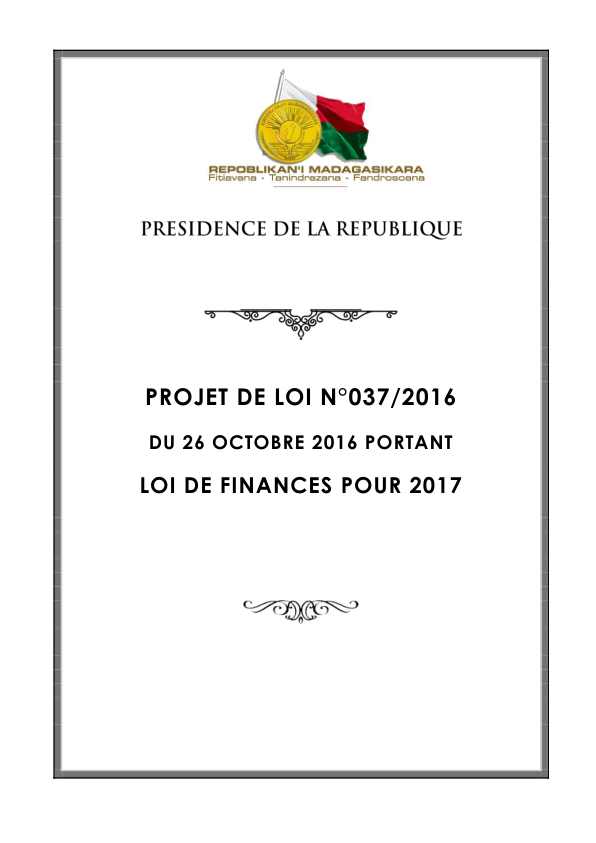 REPOBLIKAN'I MADAGASIKARA
Fitiavana - Tanindrazana - Fandrosoana
PRESIDENCE DE LA REPUBLIQUE
PROJET DE LOI N°037/2016
DU 26 OCTOBRE 2016 PORTANT
LOI DE FINANCES POUR 2017